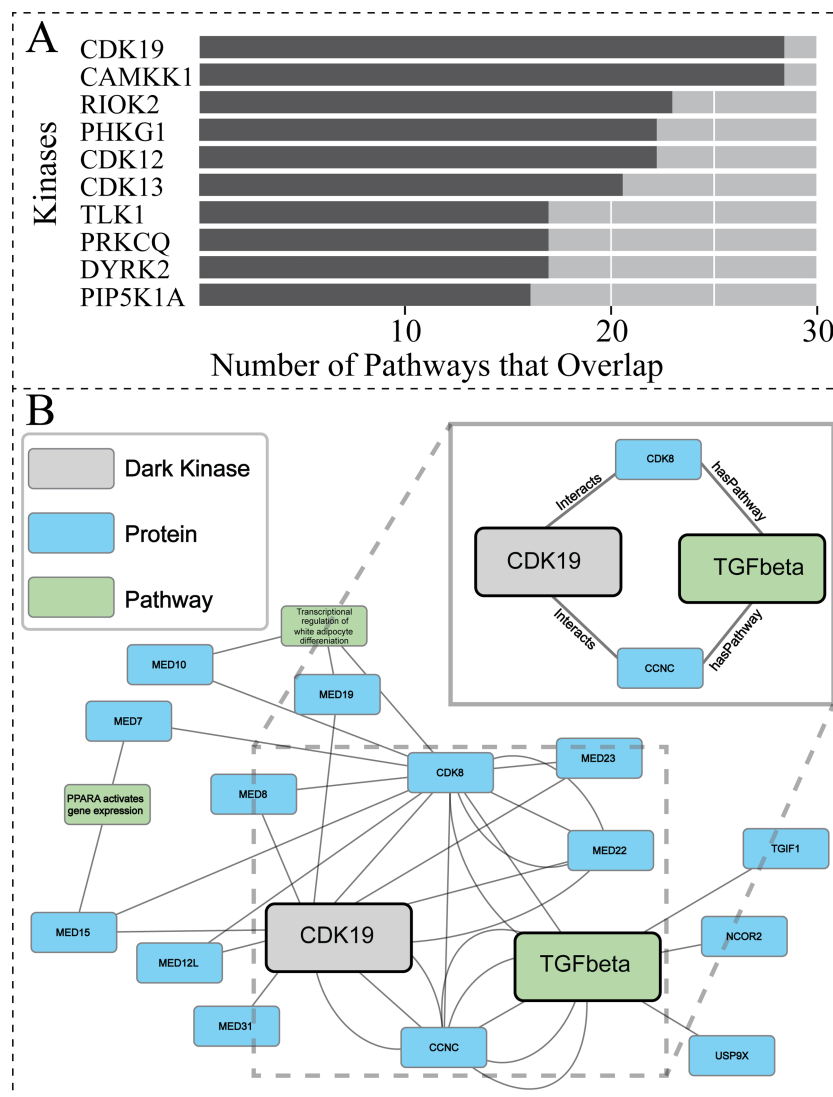 A
Kinases
CDK19
CAMKK1
RIOK2
PHKG1
CDK12
CDK13
TLK1
PRKCQ
DYRK2
PIP5K1A
10
20
30
Number of Pathways that Overlap
B
Dark Kinase
Protein
Pathway
CDK8
Interacts
hasPathway
CDK19
TGFbeta
Interacts
hasPathway
CCNC
Transcriptional
regulation of
white adipocyte
differeniation
MED10
MED19
MED7
CDK8
MED23
MED8
PPARA activates
gene expression
MED22
TGIF1
MED15
CDK19
NCOR2
MED12L
TGFbeta
MED31
CCNC
USP9X